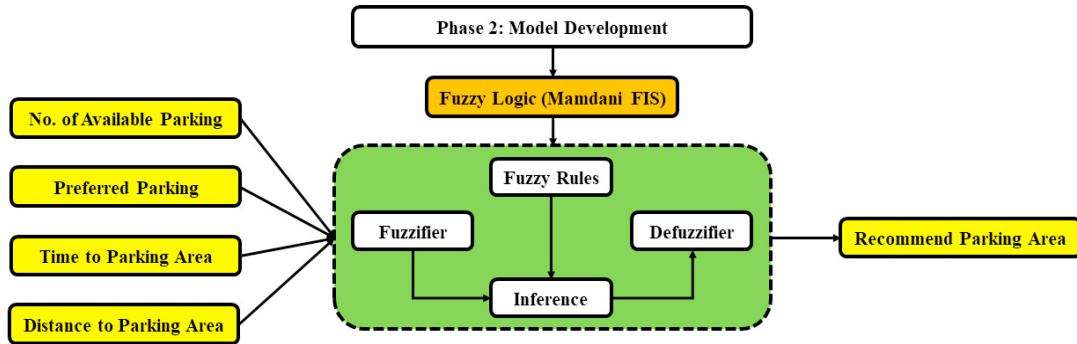 Phase 2: Model Development
Fuzzy Logic (Mamdani FIS)
No. of Available Parking
Preferred Parking
Time to Parking Area
Distance to Parking Area
Fuzzy Rules
Fuzzifier
Defuzzifier
Inference
Recommend Parking Area